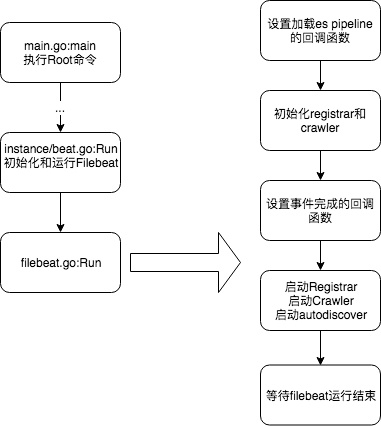 main.go:main
执行Root命令
...
instance/beat.go:Run
初始化和运行Filebeat
filebeat.go:Run
设置加载es pipeline
的回调函数
初始化registrar和
crawler
设置事件完成的回调
函数
启动Registrar
启动Crawler
启动autodiscover
等待filebeat运行结束